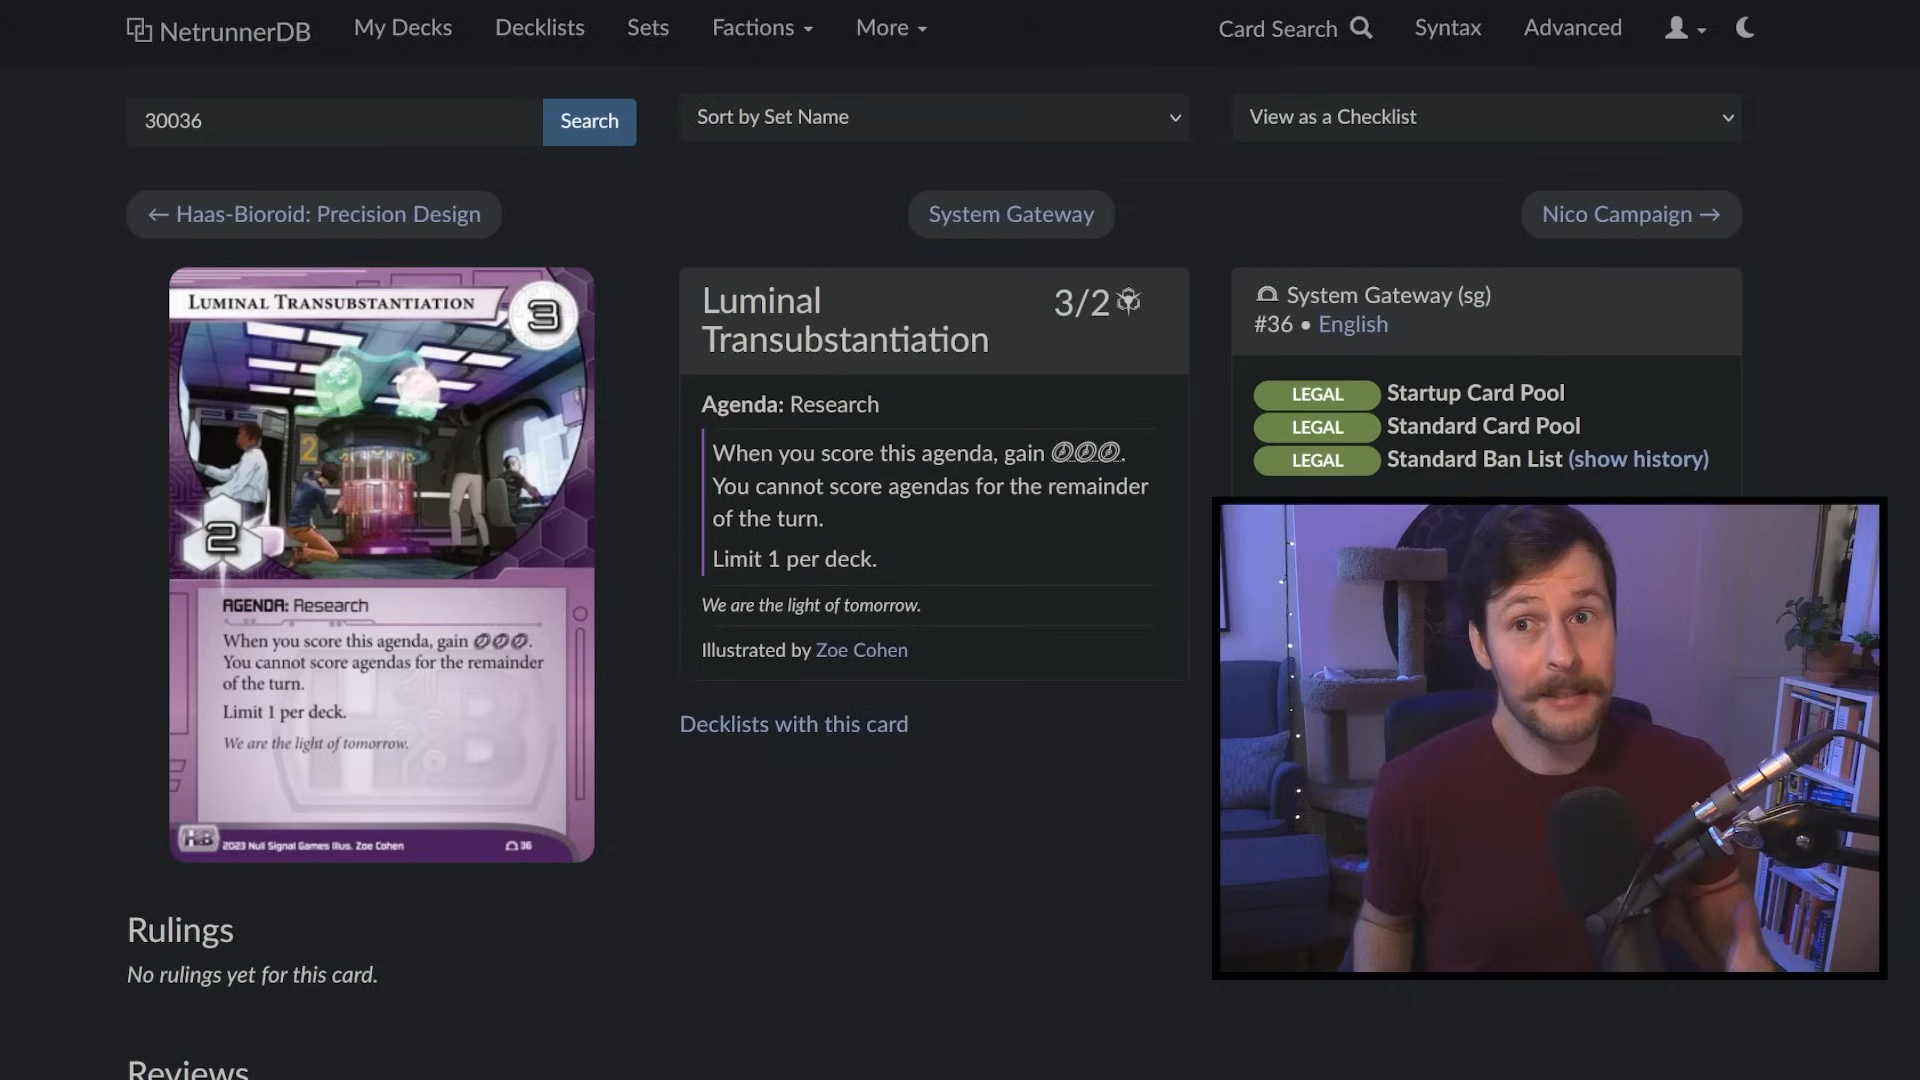 NetrunnerDB
My Decks
Decklists
Sets
Factions
More
Card Search
Syntax
Advanced
30036
Search
Sort by Set Name
View as a Checklist
← Haas-Bioroid: Precision Design
System Gateway
Nico Campaign →
LUMINAL TRANSUBSTANTIATION
3
2
2
AGENDA: Research
When you score this agenda, gain
.
You cannot score agendas for the remainder
of the turn.
Limit 1 per deck.
We are the light of tomorrow.
HB
HB
2023 Null Signal Games Illus. Zoe Cohen
36
Luminal
Transubstantiation
3/2
Agenda: Research
When you score this agenda, gain
.
You cannot score agendas for the remainder
of the turn.
Limit 1 per deck.
We are the light of tomorrow.
Illustrated by Zoe Cohen
Decklists with this card
System Gateway (sg)
#36 • English
LEGAL Startup Card Pool
LEGAL Standard Card Pool
LEGAL Standard Ban List (show history)
Rulings
No rulings yet for this card.
Reviews